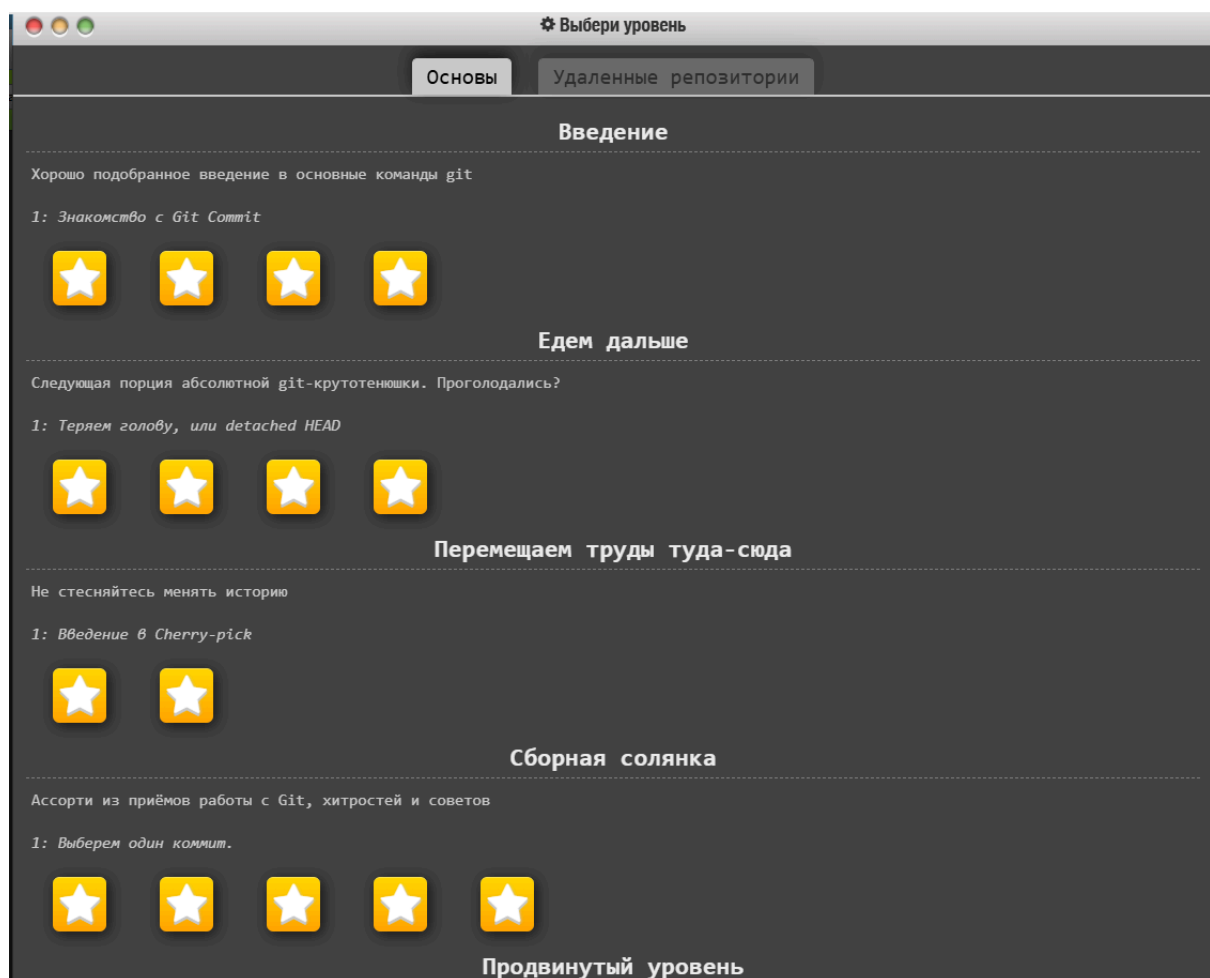 Выбери уровень
Основы
Удаленные репозитории
Введение
Хорошо подобранное введение в основные команды git
1: Знакомство с Git Commit
Едем дальше
Следующая порция абсолютной git-крутотенюшки. Проголодались?
1: Теряем голову, или detached HEAD
Перемещаем труды туда-сюда
Не стесняйтесь менять историю
1: Введение в Cherry-pick
Сборная солянка
Ассорти из приёмов работы с Git, хитростей и советов
1: Выберем один коммит.
Продвинутый уровень